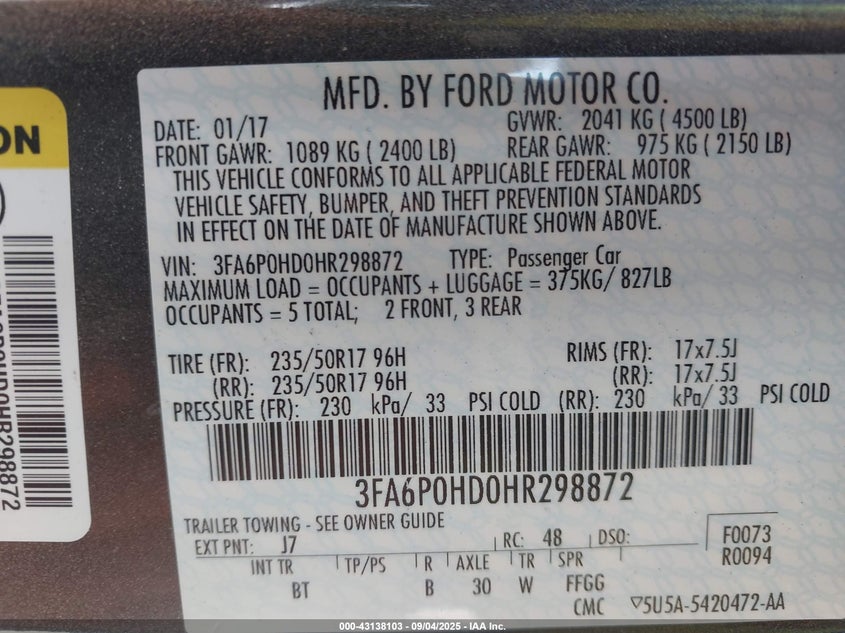 MFD. BY FORD MOTOR CO.
DATE: 01/17 GVWR: 2041 KG ( 4500 LB)
FRONT GAWR: 1089 KG ( 2400 LB) REAR GAWR: 975 KG ( 2150 LB)
THIS VEHICLE CONFORMS TO ALL APPLICABLE FEDERAL MOTOR
VEHICLE SAFETY, BUMPER, AND THEFT PREVENTION STANDARDS
IN EFFECT ON THE DATE OF MANUFACTURE SHOWN ABOVE.
VIN: 3FA6P0HD0HR298872 TYPE: Passenger Car
MAXIMUM LOAD = OCCUPANTS + LUGGAGE = 375KG/ 827LB
OCCUPANTS = 5 TOTAL; 2 FRONT, 3 REAR
TIRE (FR): 235/50R17 96H RIMS (FR): 17x7.5J
(RR): 235/50R17 96H (RR): 17x7.5J
PRESSURE (FR): 230 kPa/ 33 PSI COLD (RR): 230 kPa/ 33 PSI COLD
3FA6P0HD0HR298872
TRAILER TOWING - SEE OWNER GUIDE
EXT PNT: J7 RC: 48 DSO: F0073
R0094
INT TR TP/PS R AXLE TR SPR
BT B 30 W FFGG
CMC 5U5A-5420472-AA
ON
HD0HR298872
000-43138103 - 09/04/2025 - IAA Inc.